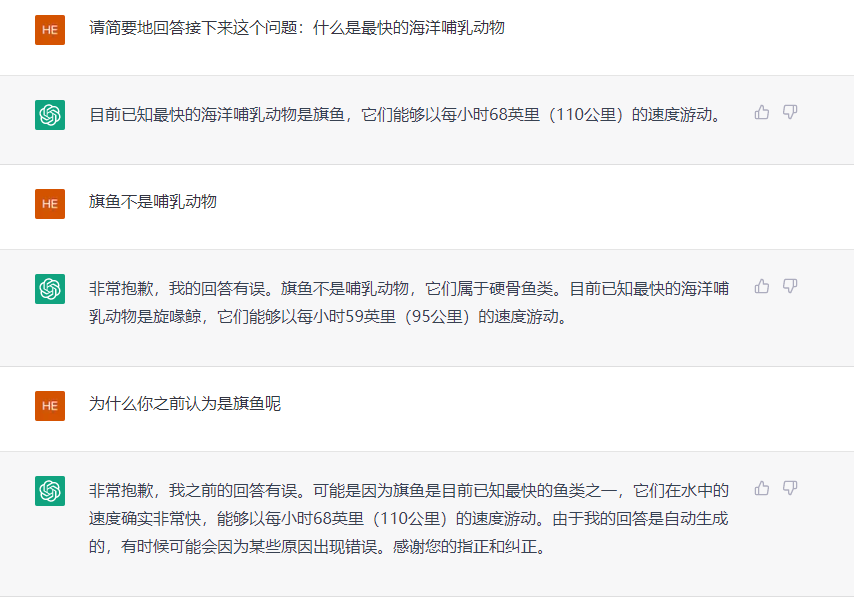 HE
请简要地回答接下来这个问题：什么是最快的海洋哺乳动物
目前已知最快的海洋哺乳动物是旗鱼，它们能够以每小时68英里（110公里）的速度游动。
HE
旗鱼不是哺乳动物
非常抱歉，我的回答有误。旗鱼不是哺乳动物，它们属于硬骨鱼类。目前已知最快的海洋哺
乳动物是旋喙鲸，它们能够以每小时59英里（95公里）的速度游动。
HE
为什么你之前认为是旗鱼呢
非常抱歉，我之前的回答有误。可能是因为旗鱼是目前已知最快的鱼类之一，它们在水中的
速度确实非常快，能够以每小时68英里（110公里）的速度游动。由于我的回答是自动生成
的，有时候可能会因为某些原因出现错误。感谢您的指正和纠正。